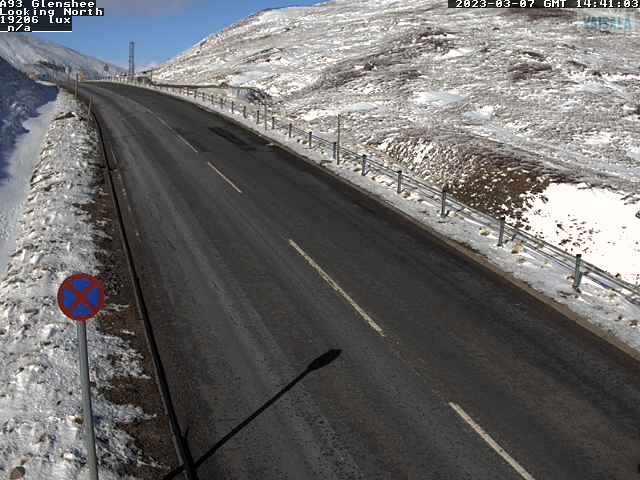 A93 Glenshee
Looking North
19206 lux
n/a
2023-03-07 GMT 14:41:03
VAISALA